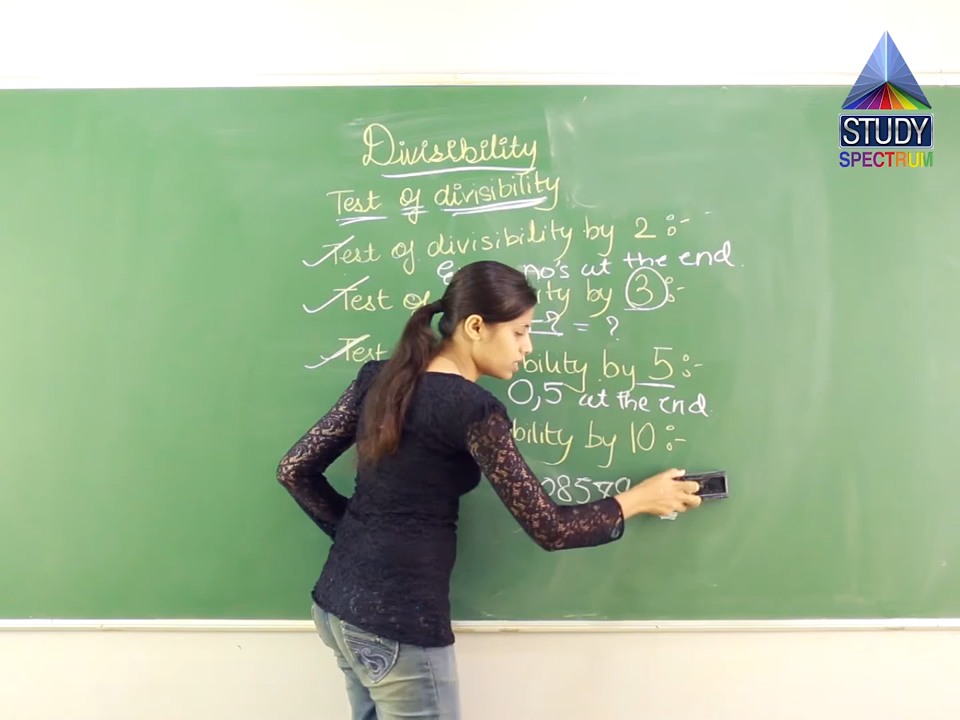 STUDY
SPECTRUM
Divisibility
Test of divisibility
Test of divisibility by 2:-
no's at the end.
Test of ity by 3:-
= ?
Test ibility by 5:-
0,5 at the end.
bility by 10:-